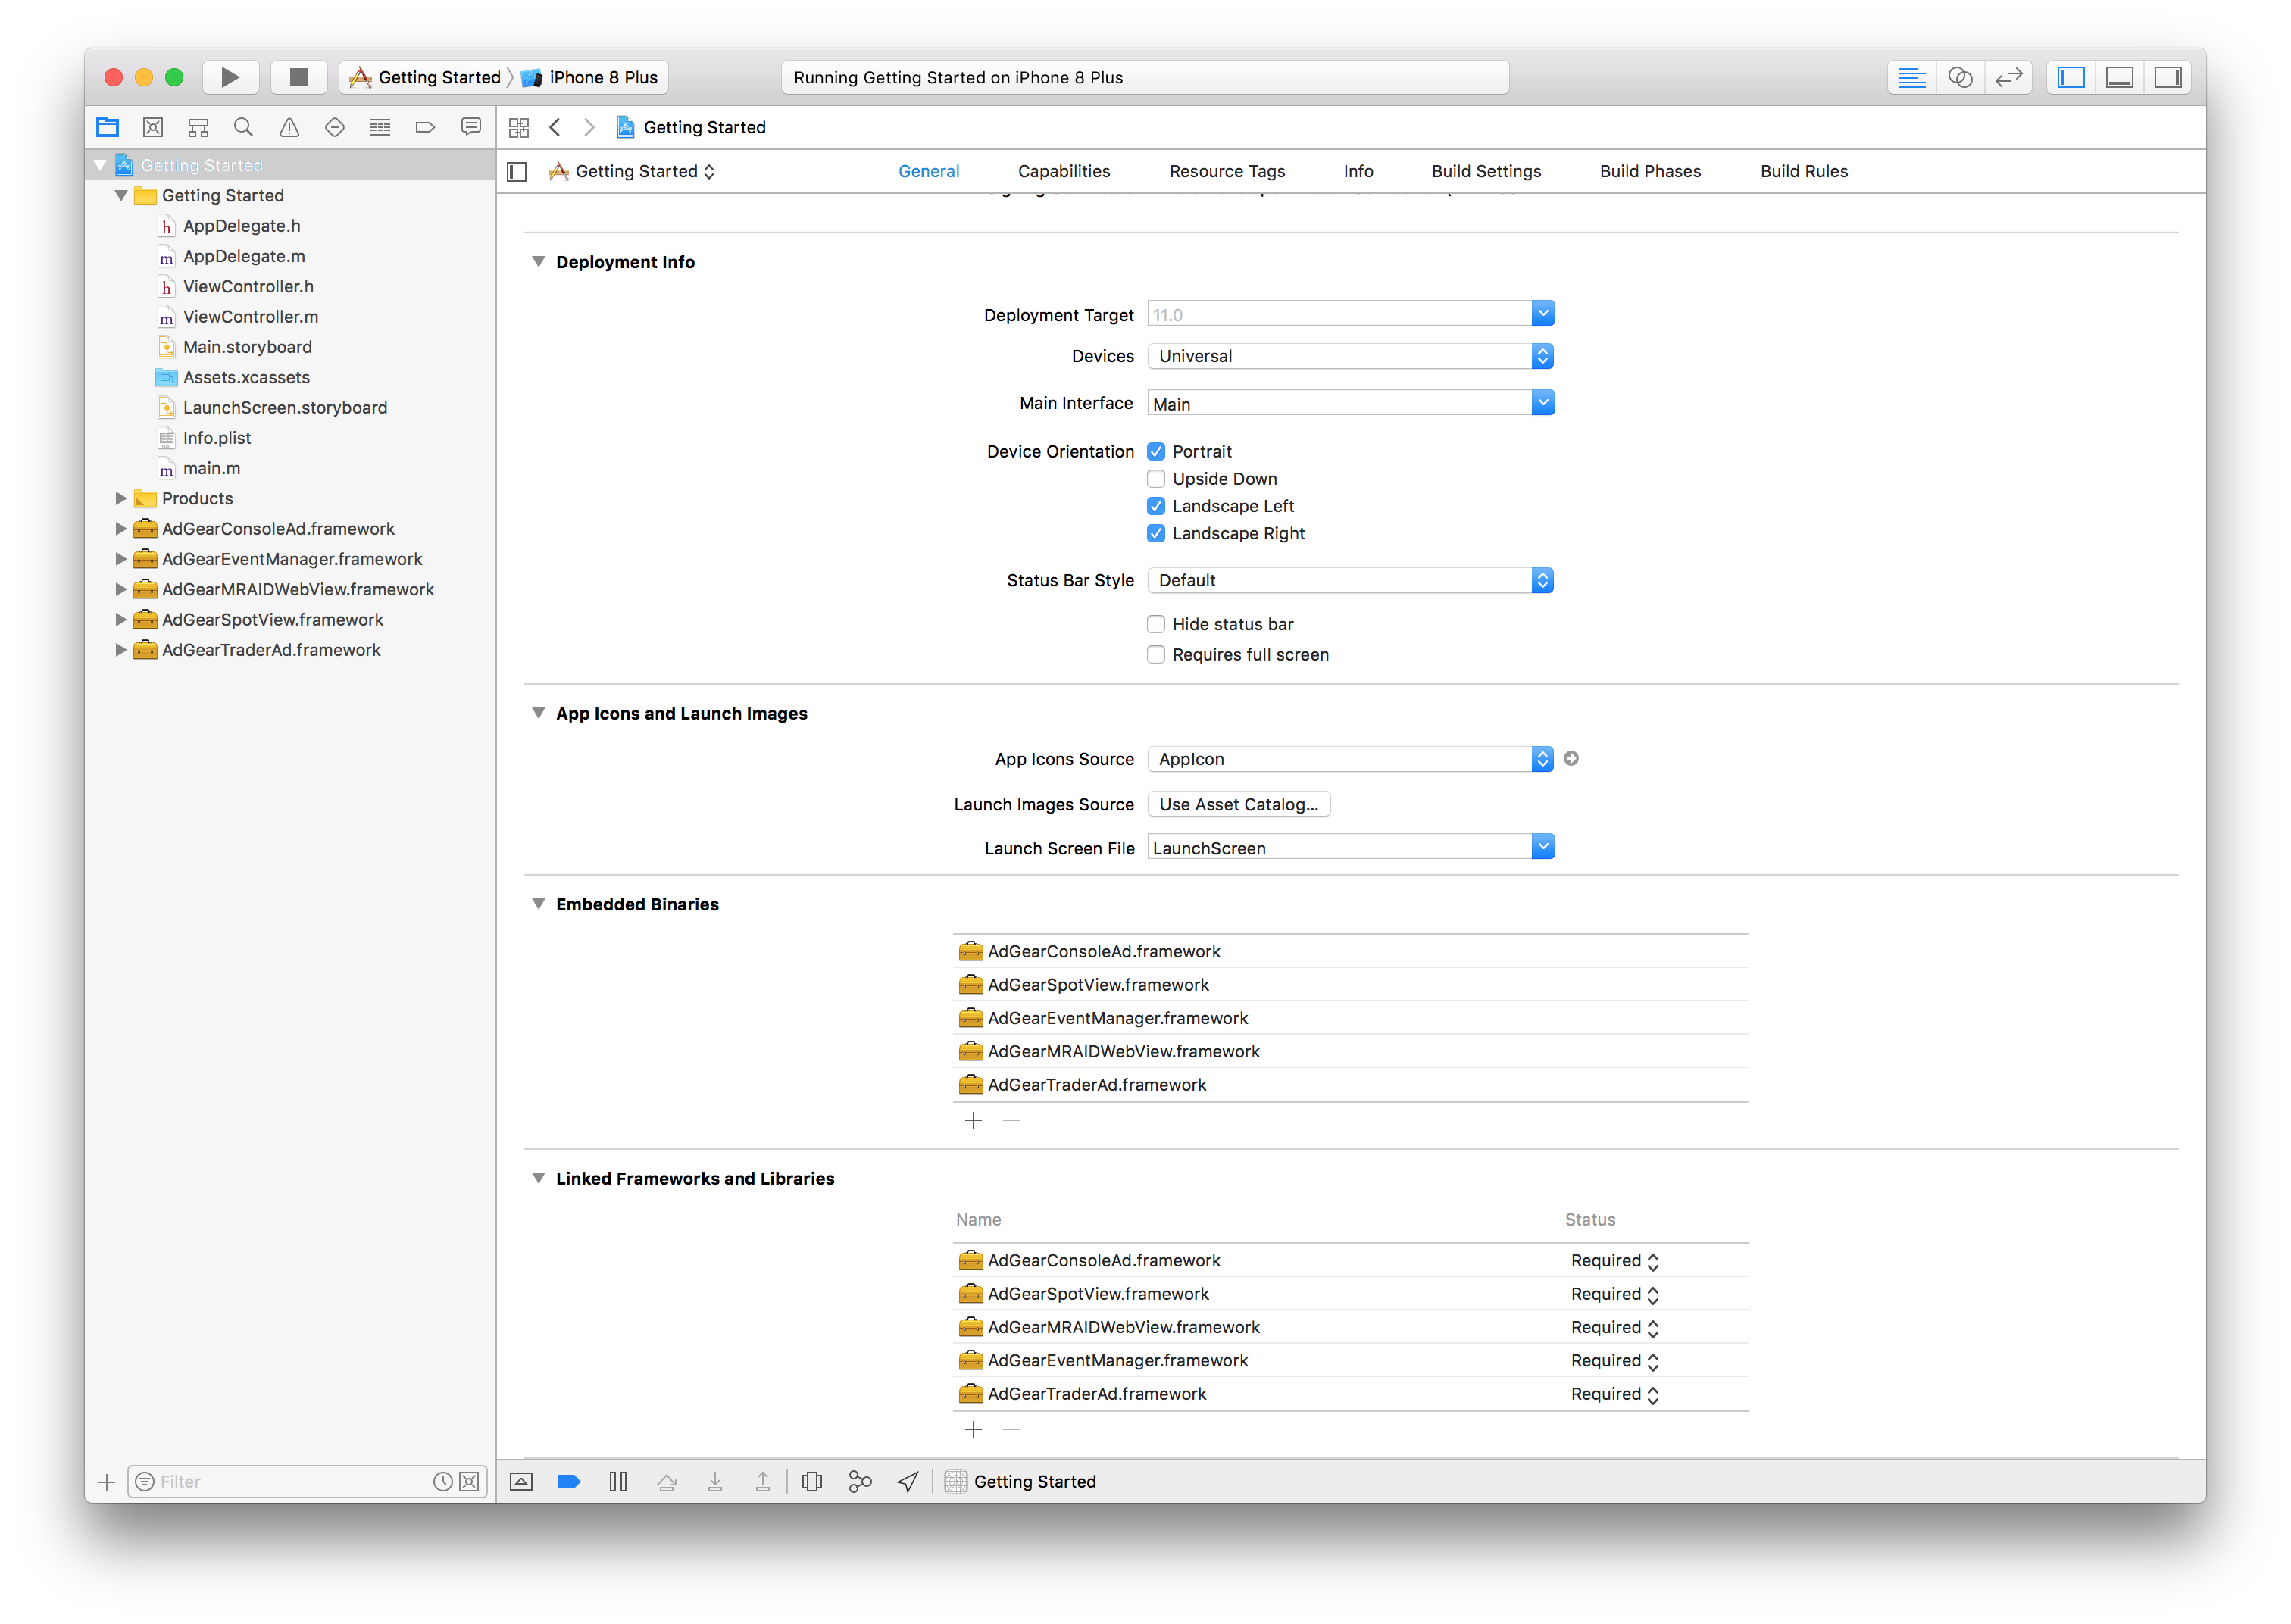 Getting Started iPhone 8 Plus
Running Getting Started on iPhone 8 Plus
Getting Started
Getting Started
AppDelegate.h
AppDelegate.m
ViewController.h
ViewController.m
Main.storyboard
Assets.xcassets
LaunchScreen.storyboard
Info.plist
main.m
Products
AdGearConsoleAd.framework
AdGearEventManager.framework
AdGearMRAIDWebView.framework
AdGearSpotView.framework
AdGearTraderAd.framework
Filter
Getting Started
Getting Started General Capabilities Resource Tags Info Build Settings Build Phases Build Rules
Deployment Info
Deployment Target 11.0
Devices Universal
Main Interface Main
Device Orientation Portrait
Upside Down
Landscape Left
Landscape Right
Status Bar Style Default
Hide status bar
Requires full screen
App Icons and Launch Images
App Icons Source AppIcon
Launch Images Source Use Asset Catalog...
Launch Screen File LaunchScreen
Embedded Binaries
AdGearConsoleAd.framework
AdGearSpotView.framework
AdGearEventManager.framework
AdGearMRAIDWebView.framework
AdGearTraderAd.framework
Linked Frameworks and Libraries
Name Status
AdGearConsoleAd.framework Required
AdGearSpotView.framework Required
AdGearMRAIDWebView.framework Required
AdGearEventManager.framework Required
AdGearTraderAd.framework Required
Getting Started